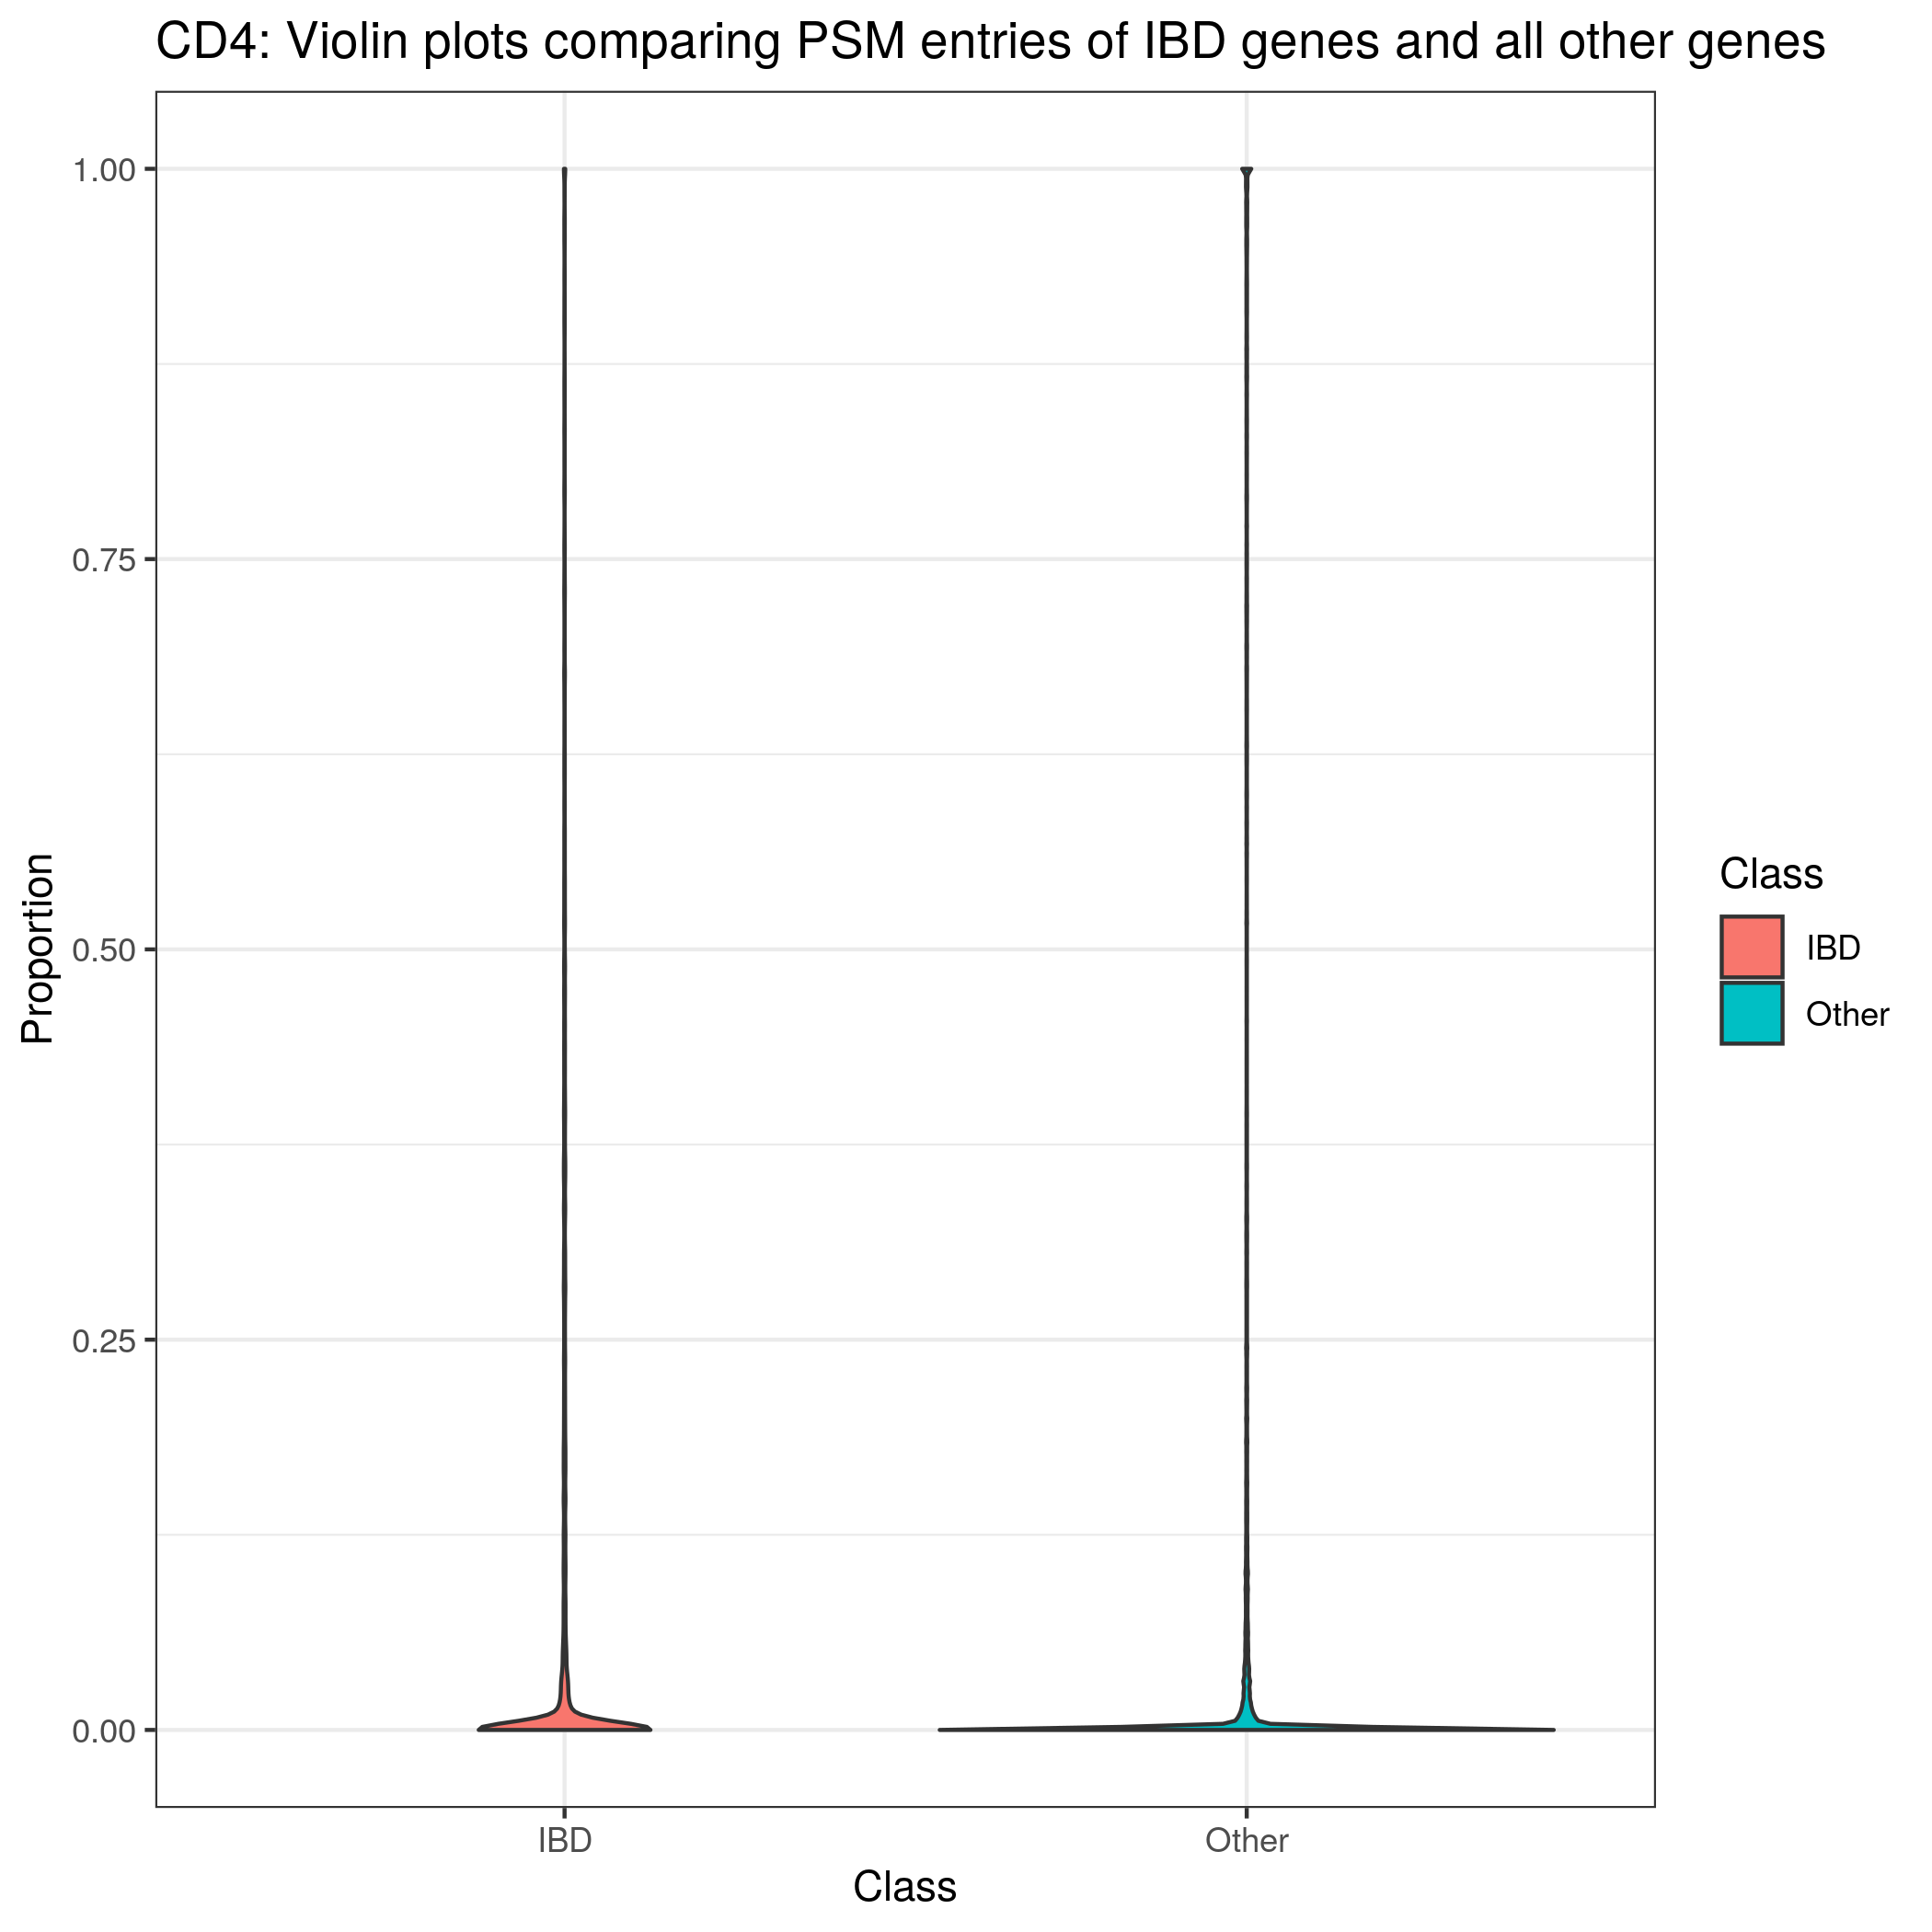 CD4: Violin plots comparing PSM entries of IBD genes and all other genes
1.00
0.75
0.50
0.25
0.00
Proportion
IBD
Other
Class
Class
IBD
Other